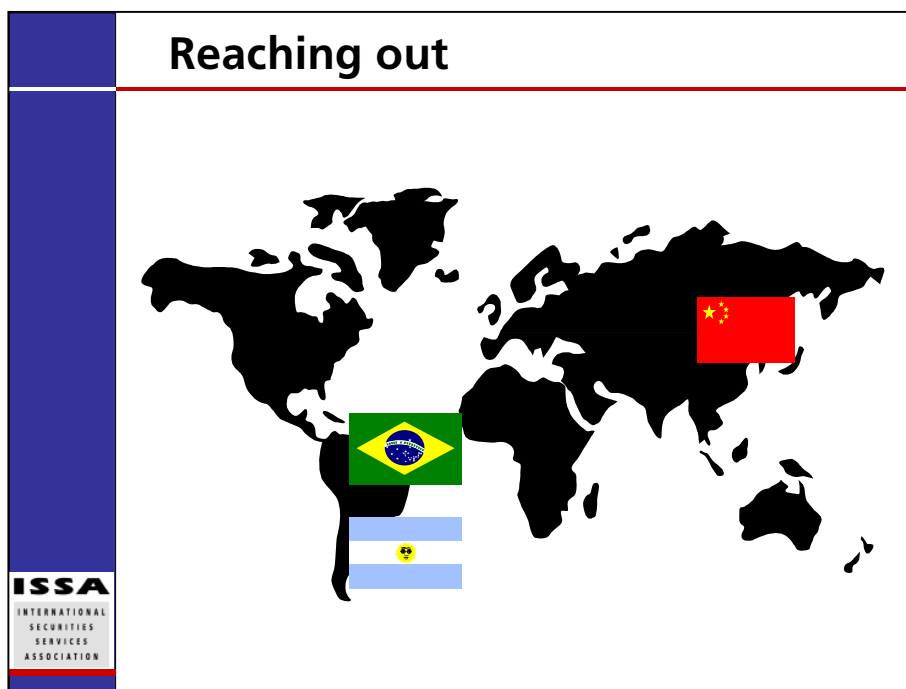 Reaching out
ISSA
INTERNATIONAL
SECURITIES
SERVICES
ASSOCIATION